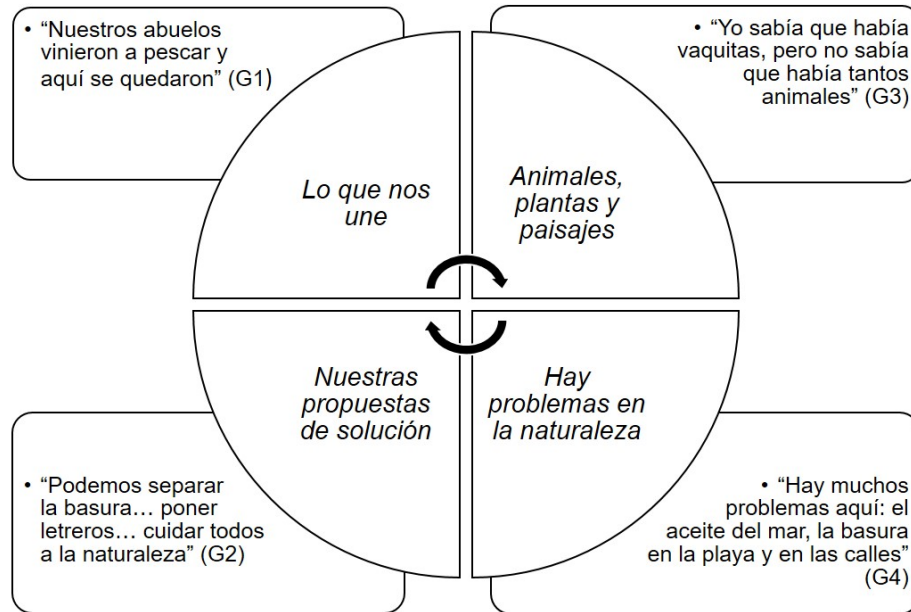 • “Nuestros abuelos
vinieron a pescar y
aquí se quedaron” (G1)
• “Yo sabía que había
vaquitas, pero no sabía
que había tantos
animales” (G3)
Lo que nos
une
Animales,
plantas y
paisajes
Nuestras
propuestas
de solución
Hay
problemas en
la naturaleza
• “Podemos separar
la basura… poner
letreros… cuidar todos
a la naturaleza”
(G2)
• “Hay muchos
problemas aquí: el
aceite del mar, la basura
en la playa y en las calles”
(G4)